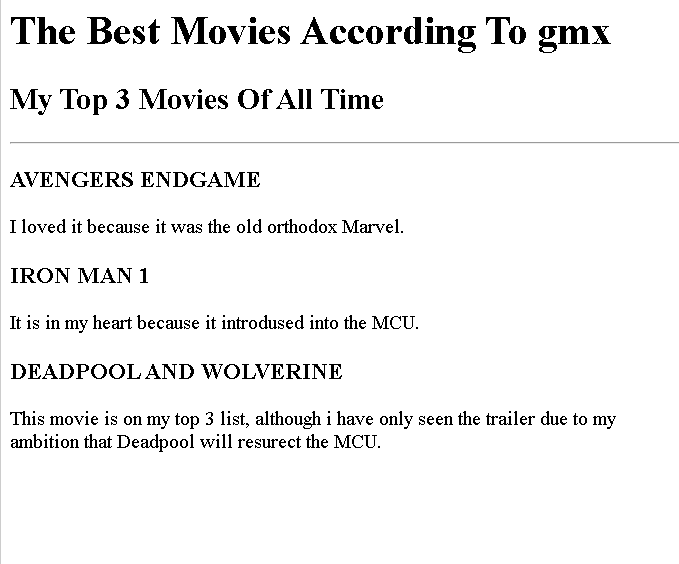 The Best Movies According To gmx
My Top 3 Movies Of All Time
AVENGERS ENDGAME
I loved it because it was the old orthodox Marvel.
IRON MAN 1
It is in my heart because it introdused into the MCU.
DEADPOOL AND WOLVERINE
This movie is on my top 3 list, although i have only seen the trailer due to my
ambition that Deadpool will resurect the MCU.